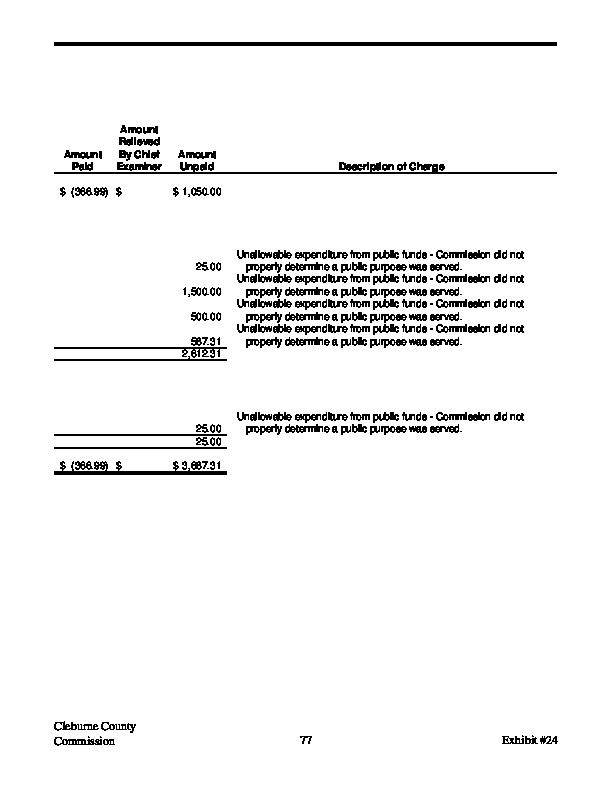 Amount
Relieved
Amount By Chief Amount
Paid Examiner Unpaid Description of Charge
$ (366.99) $ $ 1,050.00
Unallowable expenditure from public funds - Commission did not
25.00 properly determine a public purpose was served.
Unallowable expenditure from public funds - Commission did not
1,500.00 properly determine a public purpose was served.
Unallowable expenditure from public funds - Commission did not
500.00 properly determine a public purpose was served.
Unallowable expenditure from public funds - Commission did not
587.31 properly determine a public purpose was served.
2,612.31
Unallowable expenditure from public funds - Commission did not
25.00 properly determine a public purpose was served.
25.00
$ (366.99) $ $ 3,687.31
Cleburne County
Commission 77 Exhibit #24